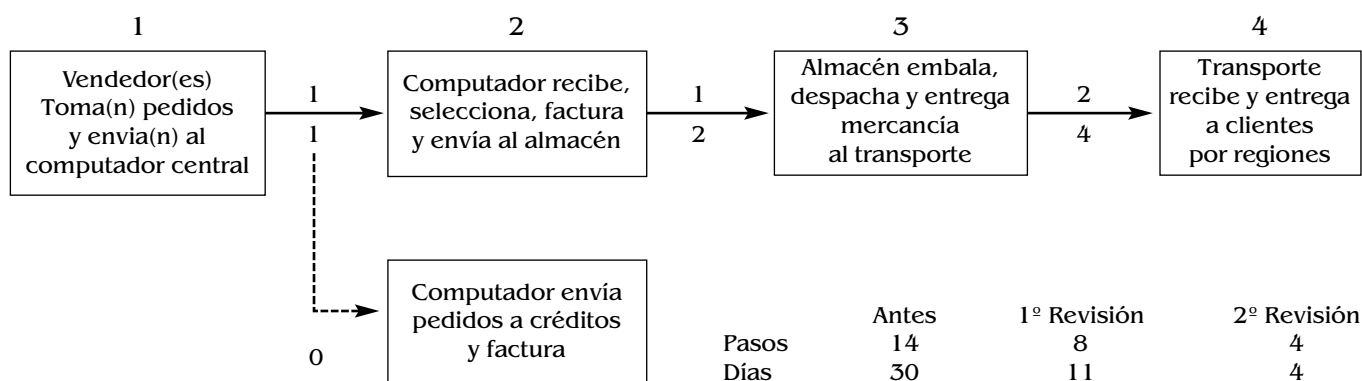 1
Vendedor(es)
Toma(n) pedidos
y envia(n) al
computador central
1
1
2
Computador recibe,
selecciona, factura
y envía al almacén
1
2
3
Almacén embala,
despacha y entrega
mercancía
al transporte
2
4
4
Transporte
recibe y entrega
a clientes
por regiones
0
Computador envía
pedidos a créditos
y factura
Antes 1º Revisión 2º Revisión
Pasos 14 8 4
Días 30 11 4